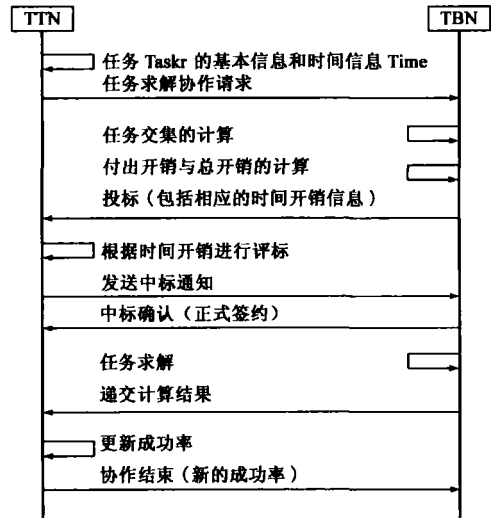 TTN
TBN
任务 Taskr 的基本信息和时间信息 Time
任务求解协作请求
任务交集的计算
付出开销与总开销的计算
投标（包括相应的时间开销信息）
根据时间开销进行评标
发送中标通知
中标确认（正式签约）
任务求解
递交计算结果
更新成功率
协作结束（新的成功率）